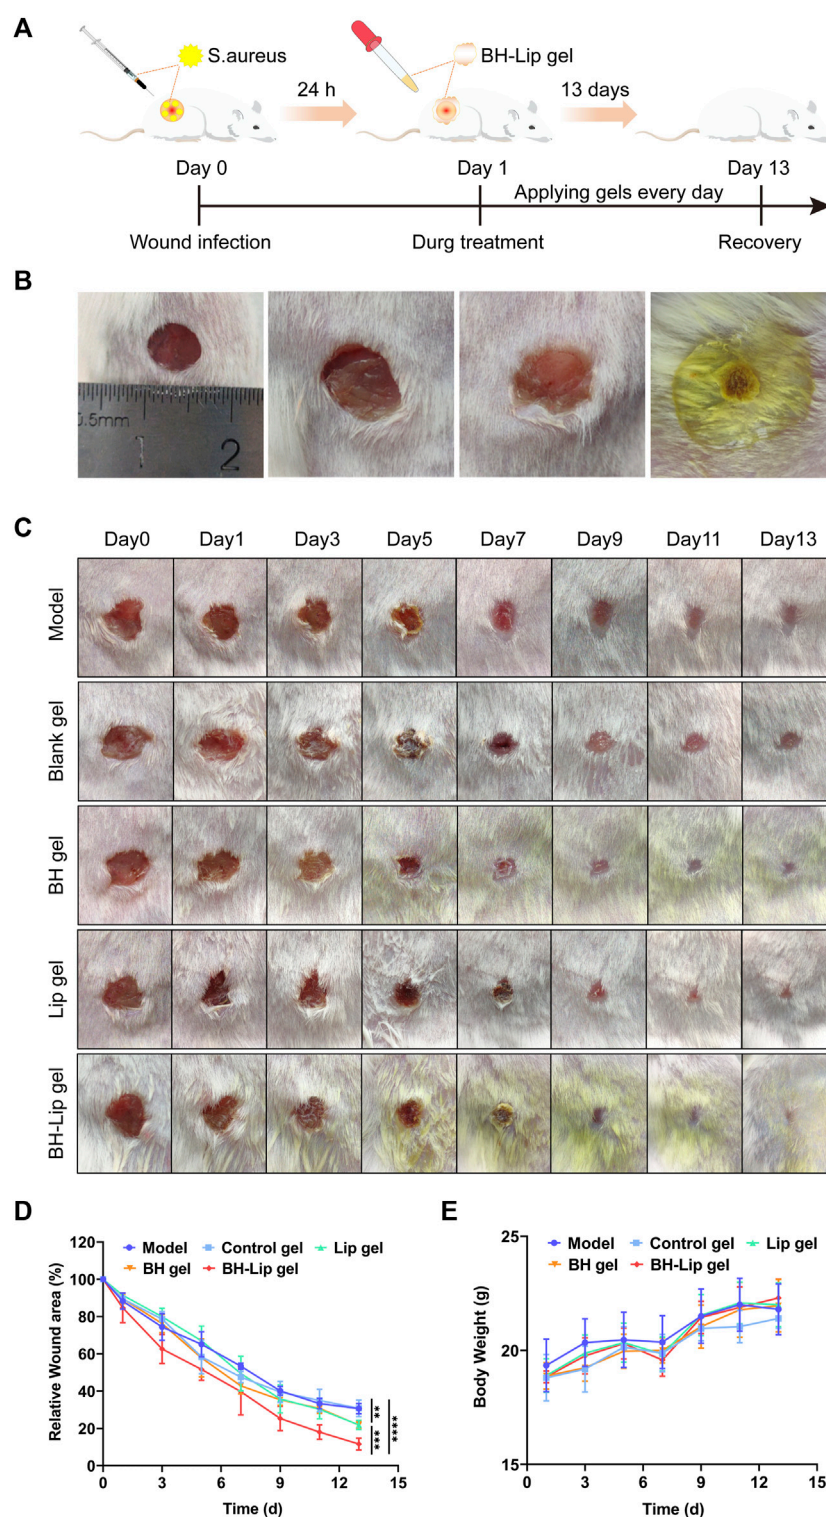 A
S.aureus
BH-Lip gel
24 h
13 days
Day 0
Day 1
Day 13
Applying gels every day
Wound infection
Durg treatment
Recovery
B
0.5mm
1
2
C
Day0 Day1 Day3 Day5 Day7 Day9 Day11 Day13
Model
Blank gel
BH gel
Lip gel
BH-Lip gel
D
120
100
80
60
40
20
0
Relative Wound area (%)
Model
Control gel
Lip gel
BH gel
BH-Lip gel
**
***
****
0 3 6 9 12 15
Time (d)
E
25
20
15
Body Weight (g)
Model
Control gel
Lip gel
BH gel
BH-Lip gel
0 3 6 9 12 15
Time (d)